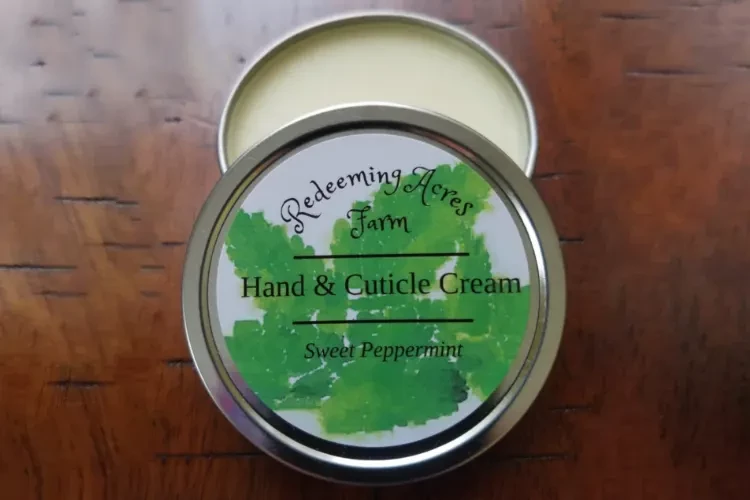 Redeeming Acres
Farm
Hand & Cuticle Cream
Sweet Peppermint